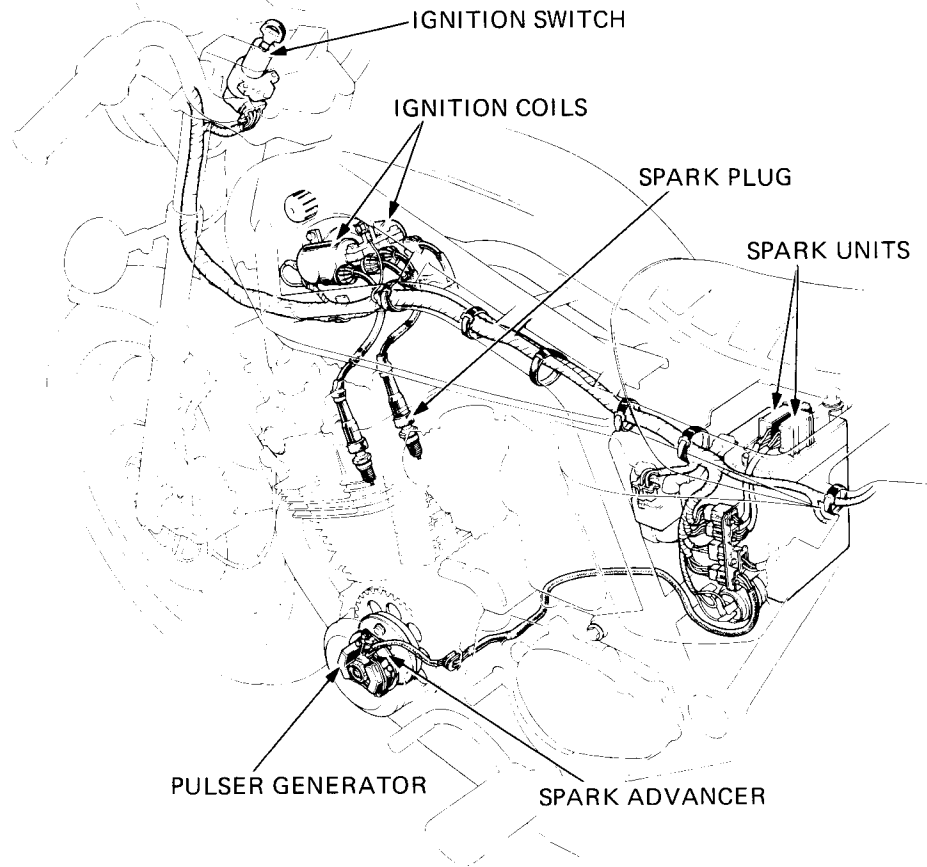 IGNITION SWITCH
IGNITION COILS
SPARK PLUG
SPARK UNITS
PULSER GENERATOR
SPARK ADVANCER